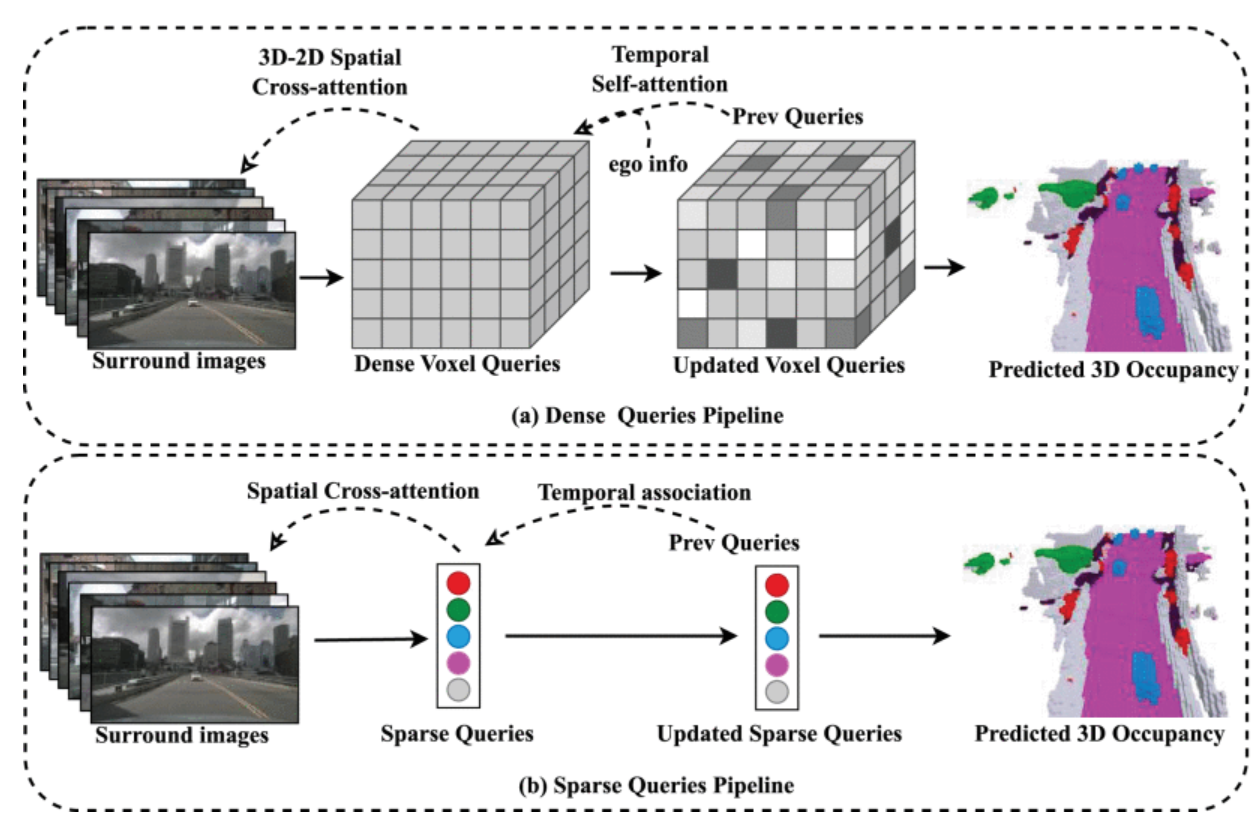 3D-2D Spatial
Cross-attention
Temporal
Self-attention
Prev Queries
ego info
Surround images
Dense Voxel Queries
Updated Voxel Queries
Predicted 3D Occupancy
(a) Dense Queries Pipeline
Spatial Cross-attention
Temporal association
Prev Queries
Surround images
Sparse Queries
Updated Sparse Queries
Predicted 3D Occupancy
(b) Sparse Queries Pipeline